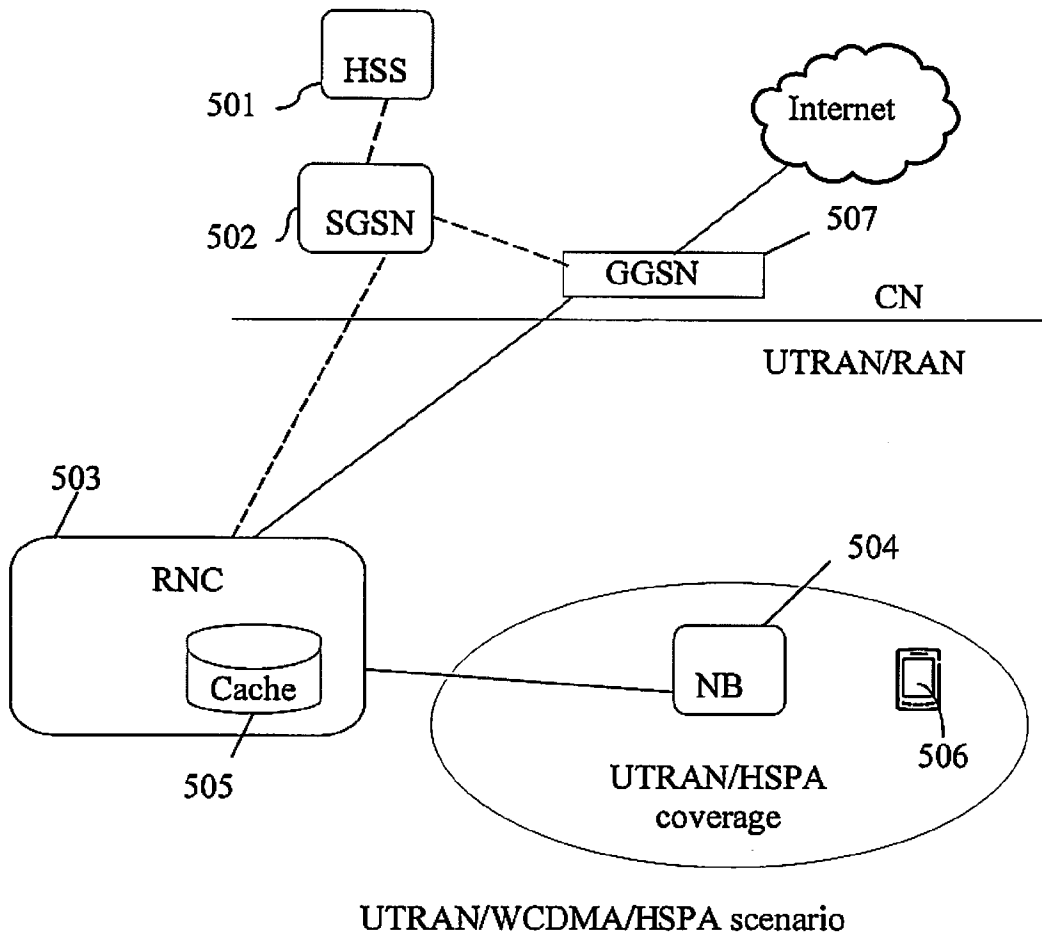 HSS
501
Internet
SGSN
502
507
GGSN
CN
UTRAN/RAN
503
504
RNC
NB
Cache
506
505
UTRAN/HSPA
coverage
UTRAN/WCDMA/HSPA scenario